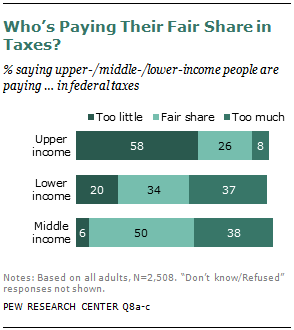 Who's Paying Their Fair Share in
Taxes?
% saying upper-/middle-/lower-income people are
paying ... in federal taxes
Too little Fair share Too much
Upper
income
58 26 8
Lower
income
20 34 37
Middle
income
6 50 38
Notes: Based on all adults, N=2,508. "Don't know/Refused"
responses not shown.
PEW RESEARCH CENTER Q8a-c